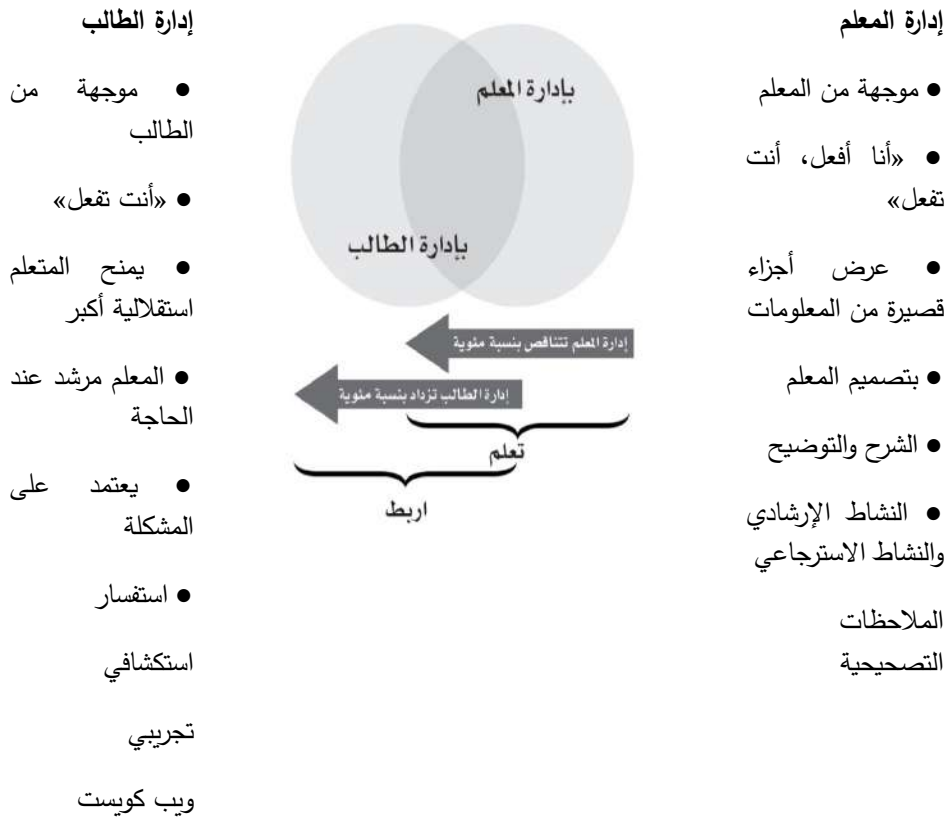 إدارة المعلم
● موجهة من المعلم
● «أنا أفعل، أنت
تفعل»
● عرض أجزاء
قصيرة من المعلومات
● بتصميم المعلم
● الشرح والتوضيح
● النشاط الإرشادي
والنشاط الاسترجاعي
الملاحظات
التصحيحية
بإدارة المعلم
بإدارة الطالب
إدارة المعلم تتناقص بنسبة مئوية
إدارة الطالب تزداد بنسبة مئوية
تعلم
اربط
إدارة الطالب
● موجهة من
الطالب
● «أنت تفعل»
● يمنح المتعلم
استقلالية أكبر
● المعلم مرشد عند
الحاجة
● يعتمد على
المشكلة
● استفسار
استكشافي
تجريبي
ويب كويست